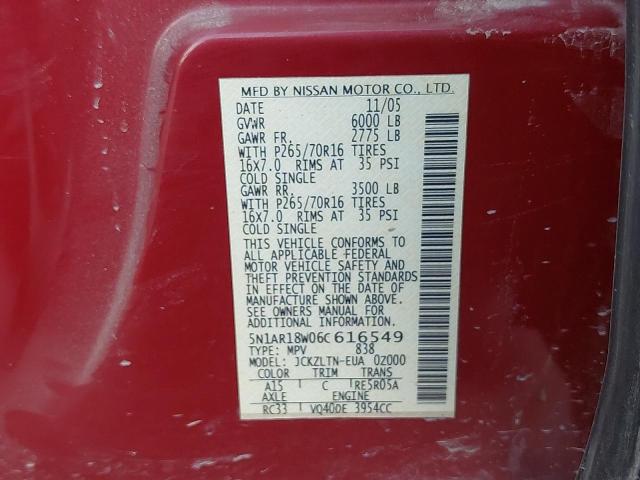 MFD BY NISSAN MOTOR CO., LTD.
DATE 11/05
GVWR 6000 LB
GAWR FR. 2775 LB
WITH P265/70R16 TIRES
16X7.0 RIMS AT 35 PSI
COLD SINGLE
GAWR RR. 3500 LB
WITH P265/70R16 TIRES
16X7.0 RIMS AT 35 PSI
COLD SINGLE
THIS VEHICLE CONFORMS TO
ALL APPLICABLE FEDERAL
MOTOR VEHICLE SAFETY AND
THEFT PREVENTION STANDARDS
IN EFFECT ON THE DATE OF
MANUFACTURE SHOWN ABOVE.
SEE OWNERS MANUAL FOR
ADDITIONAL INFORMATION.
5N1AR18W06C616549
TYPE: MPV 838
MODEL: JCKZLTN-EUA 0Z000
COLOR TRIM TRANS
A15 C RE5R05A
AXLE ENGINE
RC33 VQ40DE 3954CC